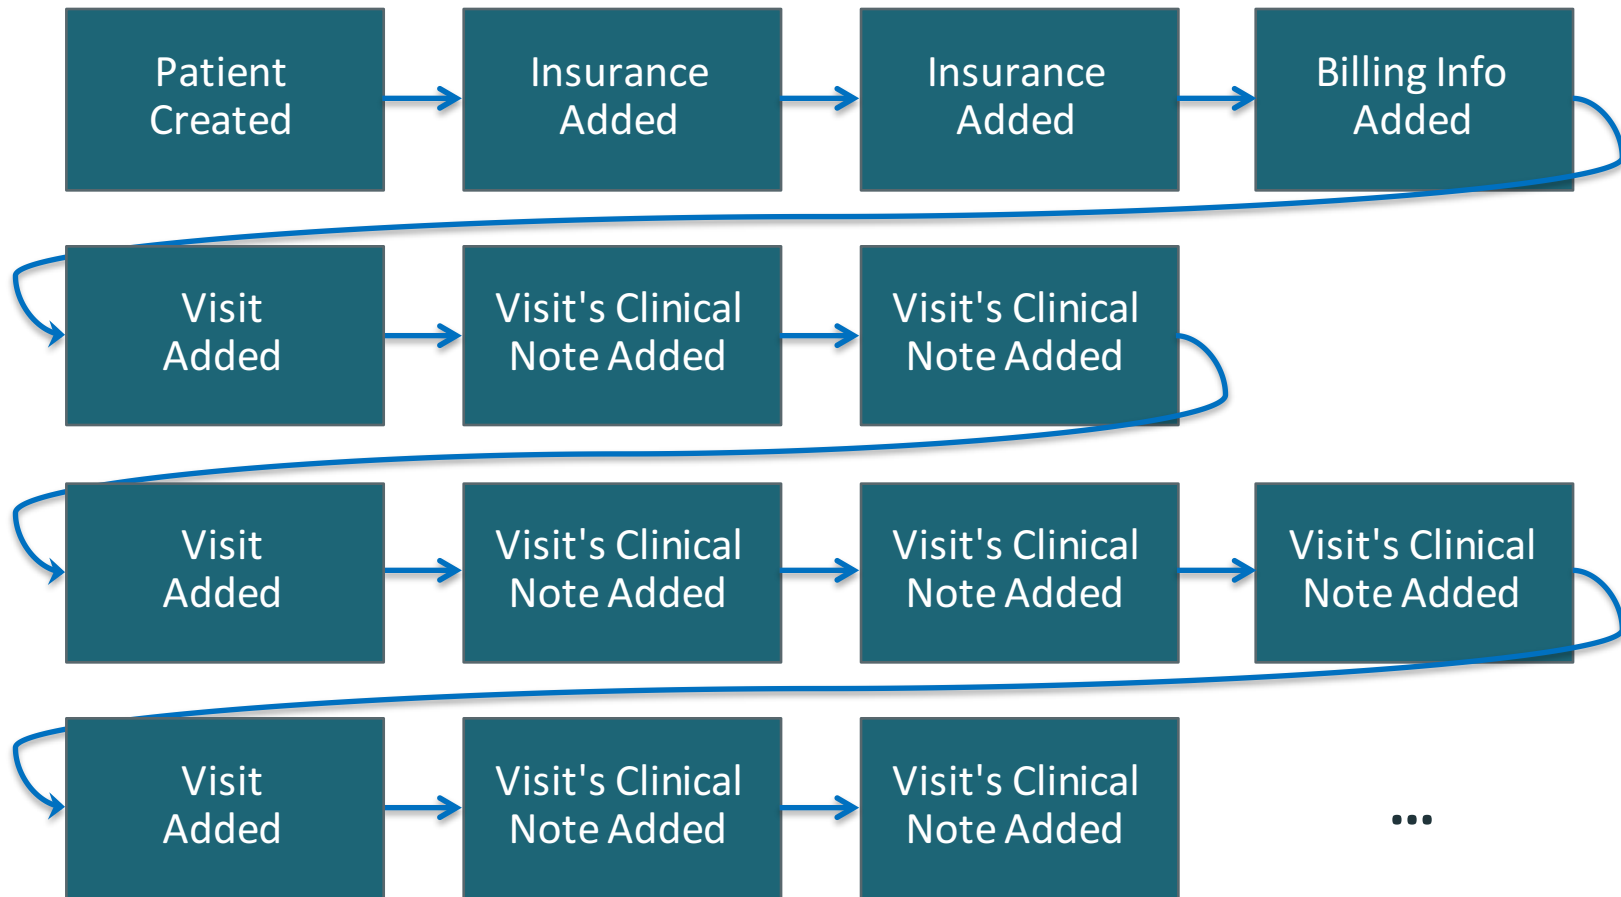 Patient
Created
Insurance
Added
Insurance
Added
Billing Info
Added
Visit
Added
Visit's Clinical
Note Added
Visit's Clinical
Note Added
Visit
Added
Visit's Clinical
Note Added
Visit's Clinical
Note Added
Visit's Clinical
Note Added
Visit
Added
Visit's Clinical
Note Added
Visit's Clinical
Note Added
...